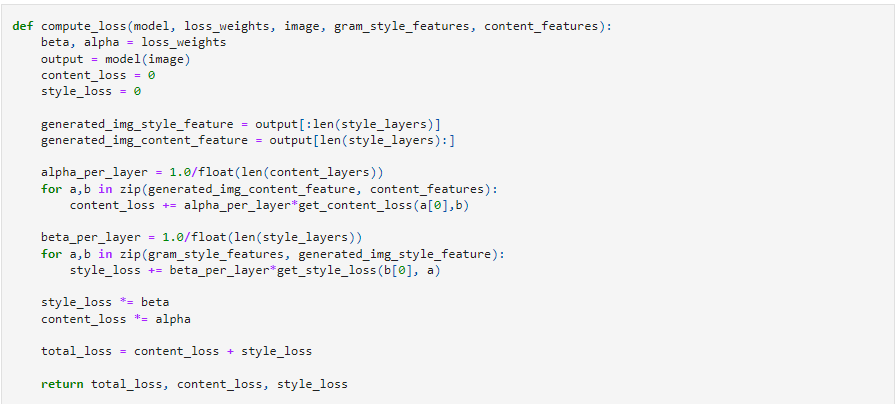 def compute_loss(model, loss_weights, image, gram_style_features, content_features):
    beta, alpha = loss_weights
    output = model(image)
    content_loss = 0
    style_loss = 0

    generated_img_style_feature = output[:len(style_layers)]
    generated_img_content_feature = output[len(style_layers):]

    alpha_per_layer = 1.0/float(len(content_layers))
    for a,b in zip(generated_img_content_feature, content_features):
        content_loss += alpha_per_layer*get_content_loss(a[0],b)

    beta_per_layer = 1.0/float(len(style_layers))
    for a,b in zip(gram_style_features, generated_img_style_feature):
        style_loss += beta_per_layer*get_style_loss(b[0], a)

    style_loss *= beta
    content_loss *= alpha

    total_loss = content_loss + style_loss

    return total_loss, content_loss, style_loss